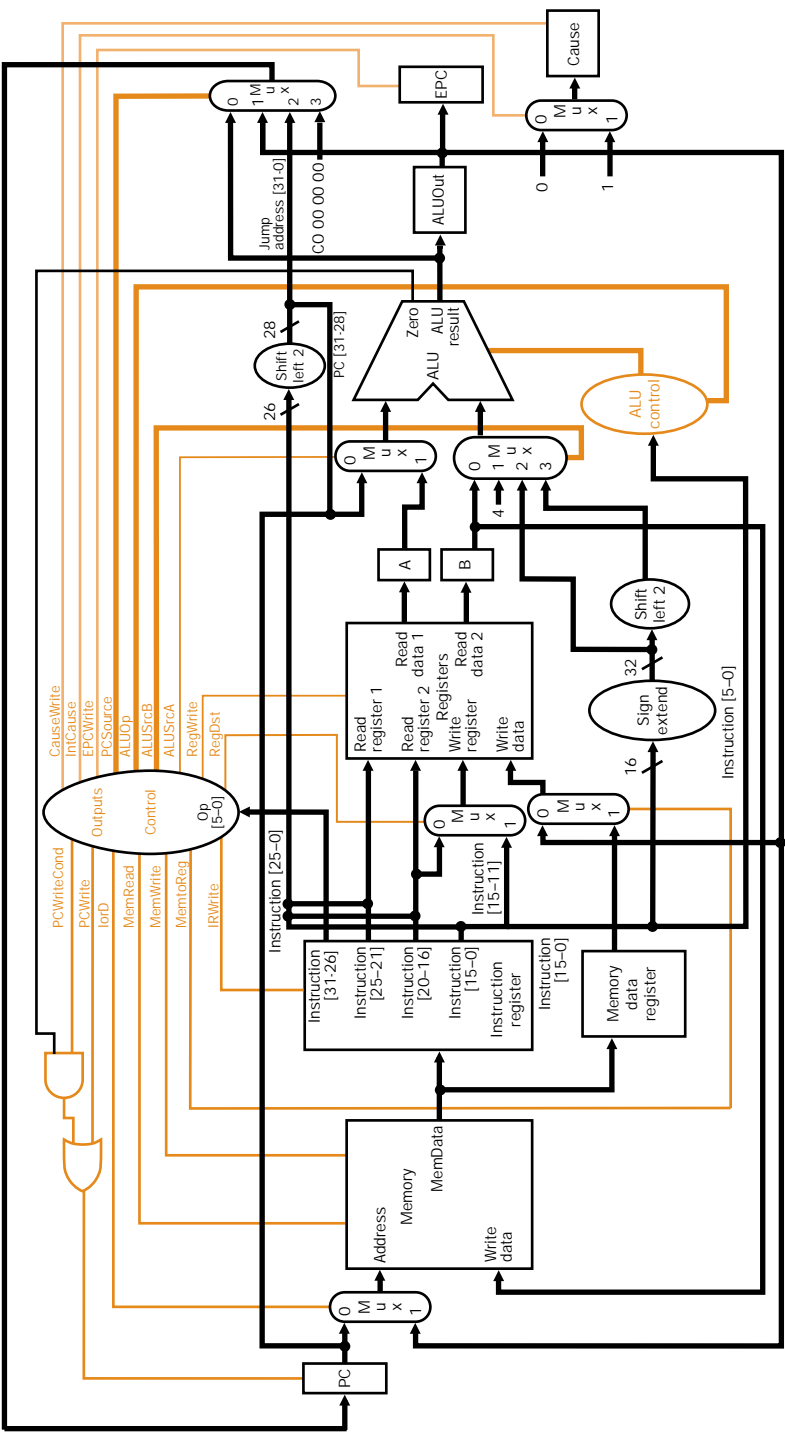 CauseWrite
IntCause
EPCWrite
PCSource
ALUOp
ALUSrcB
ALUSrcA
RegWrite
RegDst
PCWriteCond
PCWrite
IorD
MemRead
MemWrite
MemtoReg
IRWrite
Outputs
Control
Op
[5–0]
PC
0
M
u
x
1
Address
Memory
MemData
Write
data
Instruction
[31-26]
Instruction
[25–21]
Instruction
[20–16]
Instruction
[15–0]
Instruction
register
Instruction
[15–0]
Memory
data
register
Instruction [25–0]
Instruction
[15–11]
0
M
u
x
1
0
M
u
x
1
Read
register 1
Read
register 2
Registers
Write
register
Write
data
Read
data 1
Read
data 2
16
Sign
extend
32
Instruction [5–0]
Shift
left 2
A
B
4
0
M
u
x
1
0
1
M
u
2
x
3
26
Shift
left 2
28
PC [31-28]
Zero
ALU
ALU
result
ALU
control
Jump
address [31-0]
CO 00 00 00
ALUOut
0
1
M
u
2
x
3
EPC
0
1
0
M
u
x
1
Cause